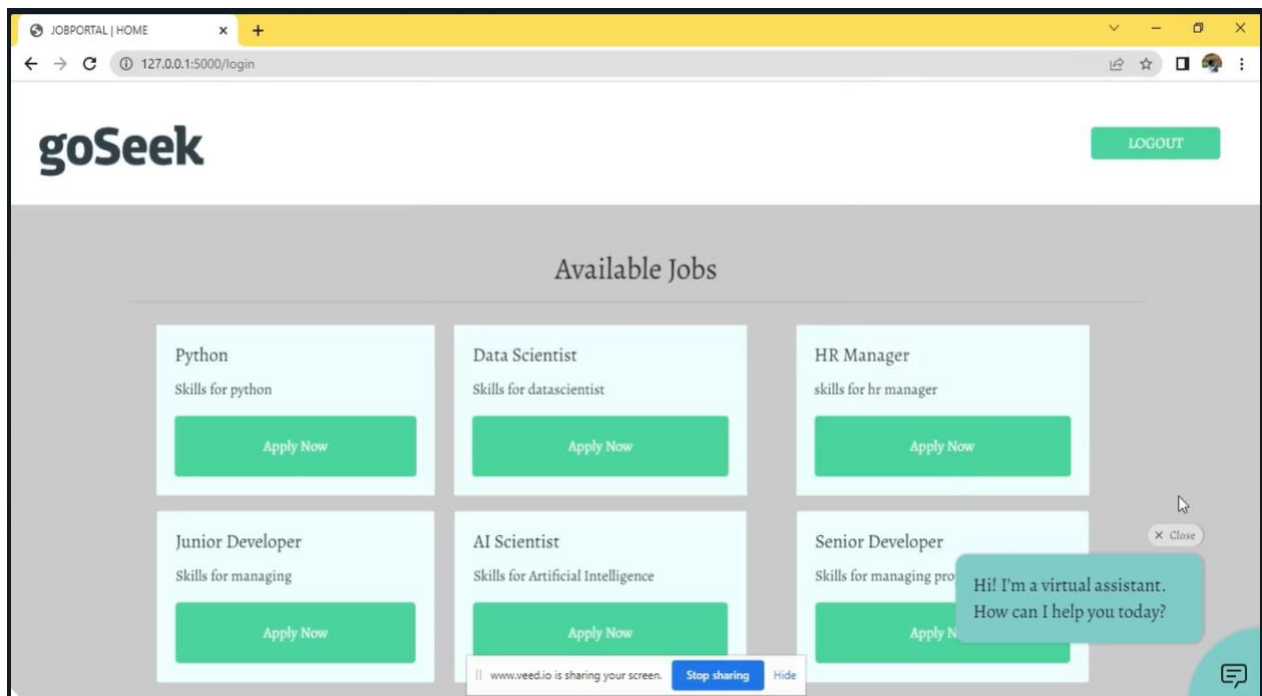 JOBPORTAL | HOME
127.0.0.1:5000/login
goSeek
LOGOUT
Available Jobs
Python
Skills for python
Apply Now
Data Scientist
Skills for datascientist
Apply Now
HR Manager
skills for hr manager
Apply Now
Junior Developer
Skills for managing
Apply Now
AI Scientist
Skills for Artificial Intelligence
Apply Now
Senior Developer
Skills for managing
Apply
Close
Hi! I'm a virtual assistant.
How can I help you today?
www.veed.io is sharing your screen.
Stop sharing
Hide